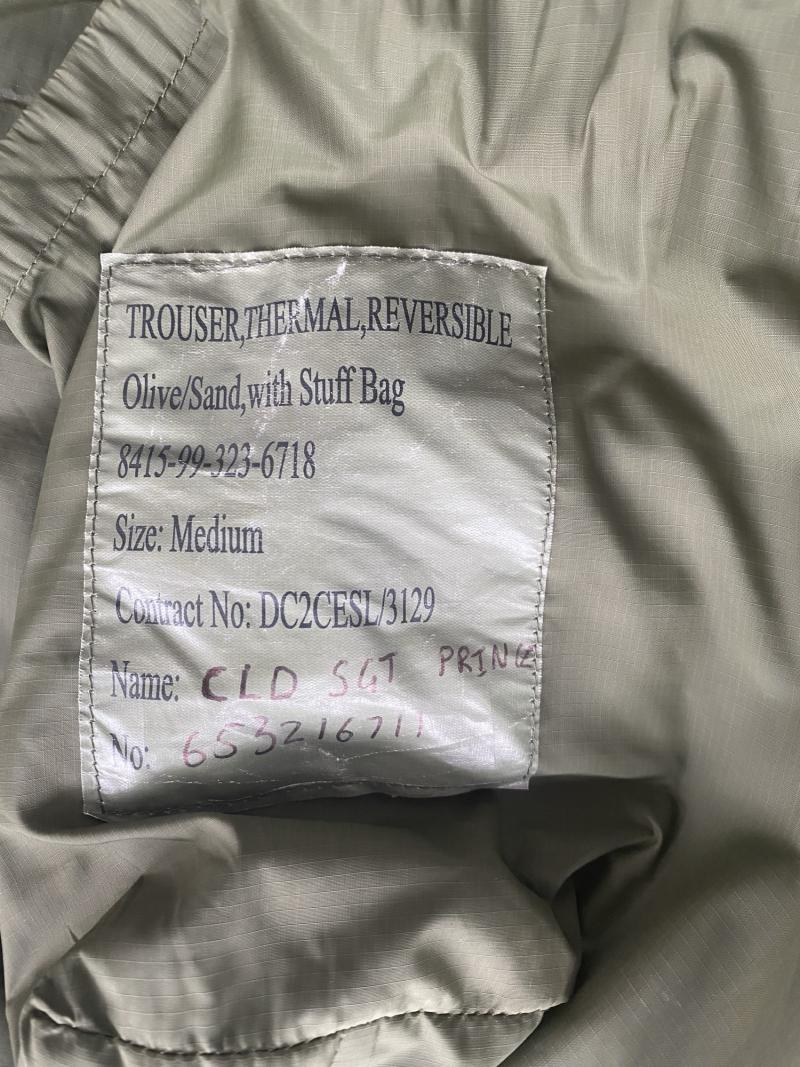 TROUSER,THERMAL,REVERSIBLE
Olive/Sand,with Stuff Bag
8415-99-323-6718
Size: Medium
Contract No: DC2CESL/3129
Name: CLD SGT PRINCE
No: 653216711